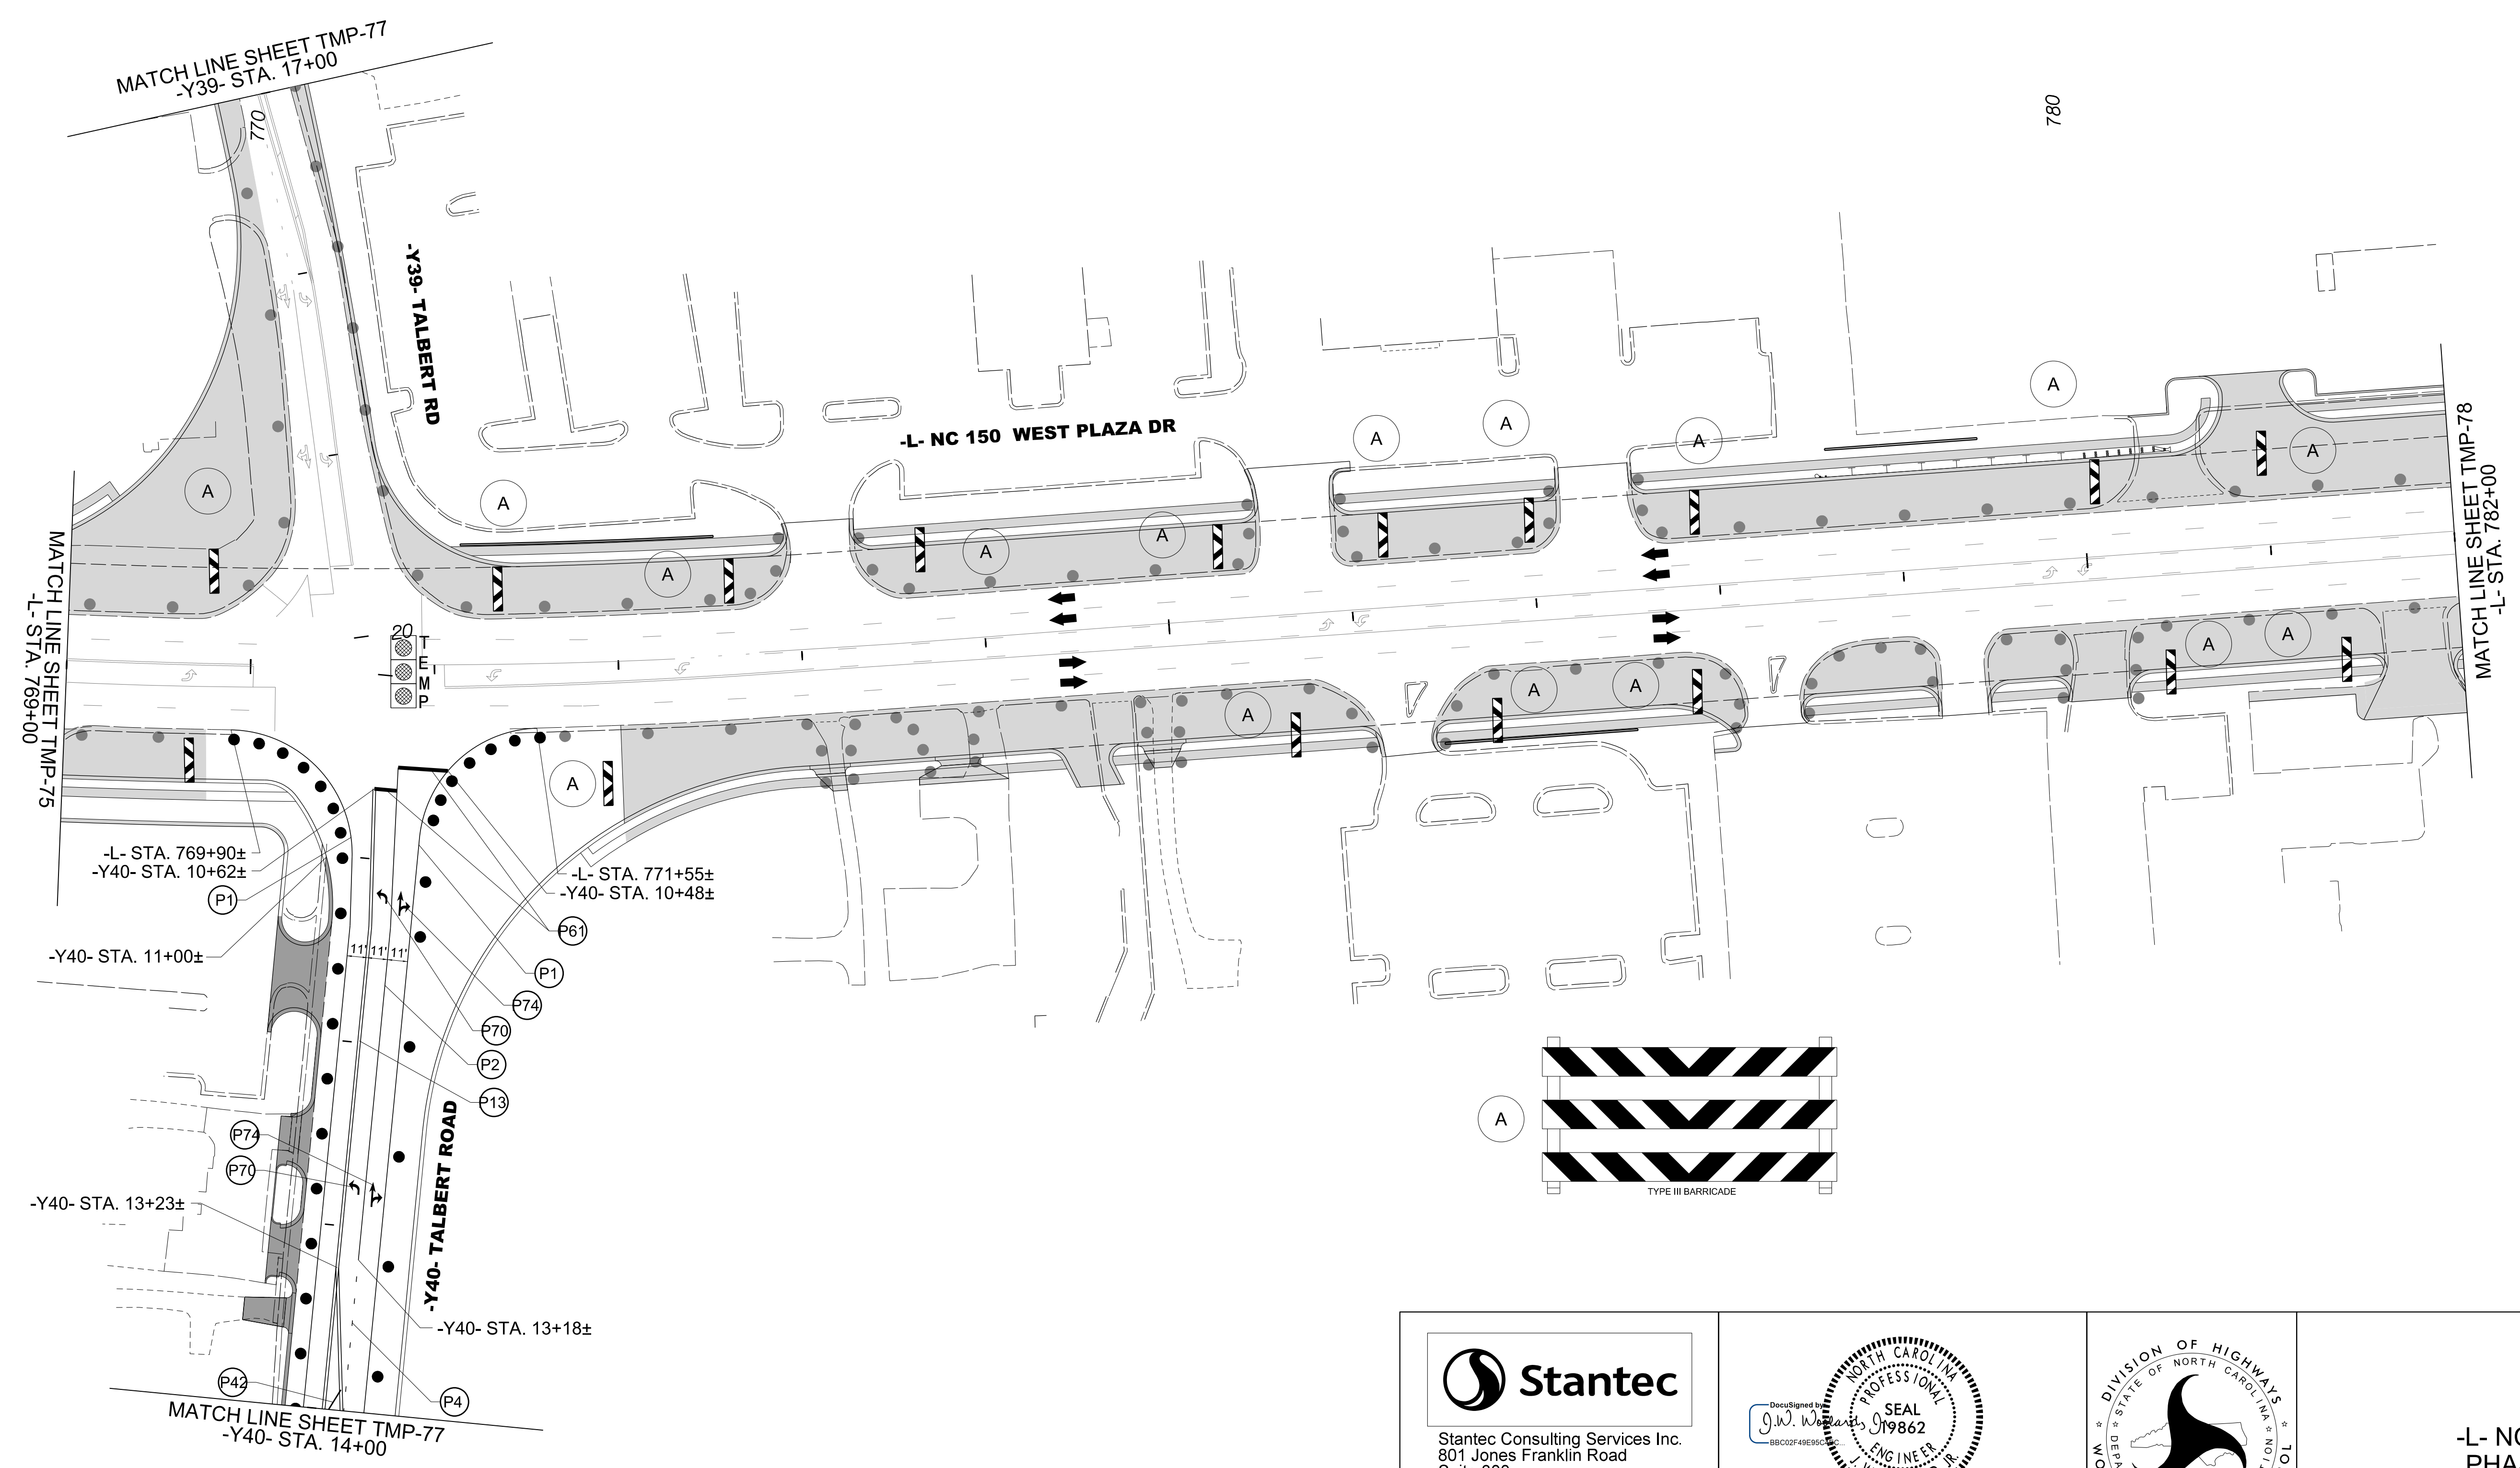 MATCH LINE SHEET TMP-77
-Y39- STA. 17+00
770
780
-Y39- TALBERT RD
-L- NC 150 WEST PLAZA DR
A
A
A
A
A
A
A
A
A
A
A
MATCH LINE SHEET TMP-78
-L- STA. 782+00
MATCH LINE SHEET TMP-75
-L- STA. 769+00
20
TEMP
A
A
A
A
A
A
-L- STA. 769+90±
-Y40- STA. 10+62±
P1
-L- STA. 771+55±
-Y40- STA. 10+48±
P61
-Y40- STA. 11+00±
11' 11' 11'
P1
P74
P70
P2
P13
-Y40- TALBERT ROAD
P74
P70
-Y40- STA. 13+23±
-Y40- STA. 13+18±
P42
P4
MATCH LINE SHEET TMP-77
-Y40- STA. 14+00
A
TYPE III BARRICADE
Stantec
Stantec Consulting Services Inc.
801 Jones Franklin Road
DocuSigned by
J.W.
BBC02F49E95C4
NORTH CAROLINA
PROFESSIONAL
SEAL
19862
ENGINEER
DIVISION OF HIGHWAYS
STATE OF NORTH CAROLINA
-L- NC
PHA